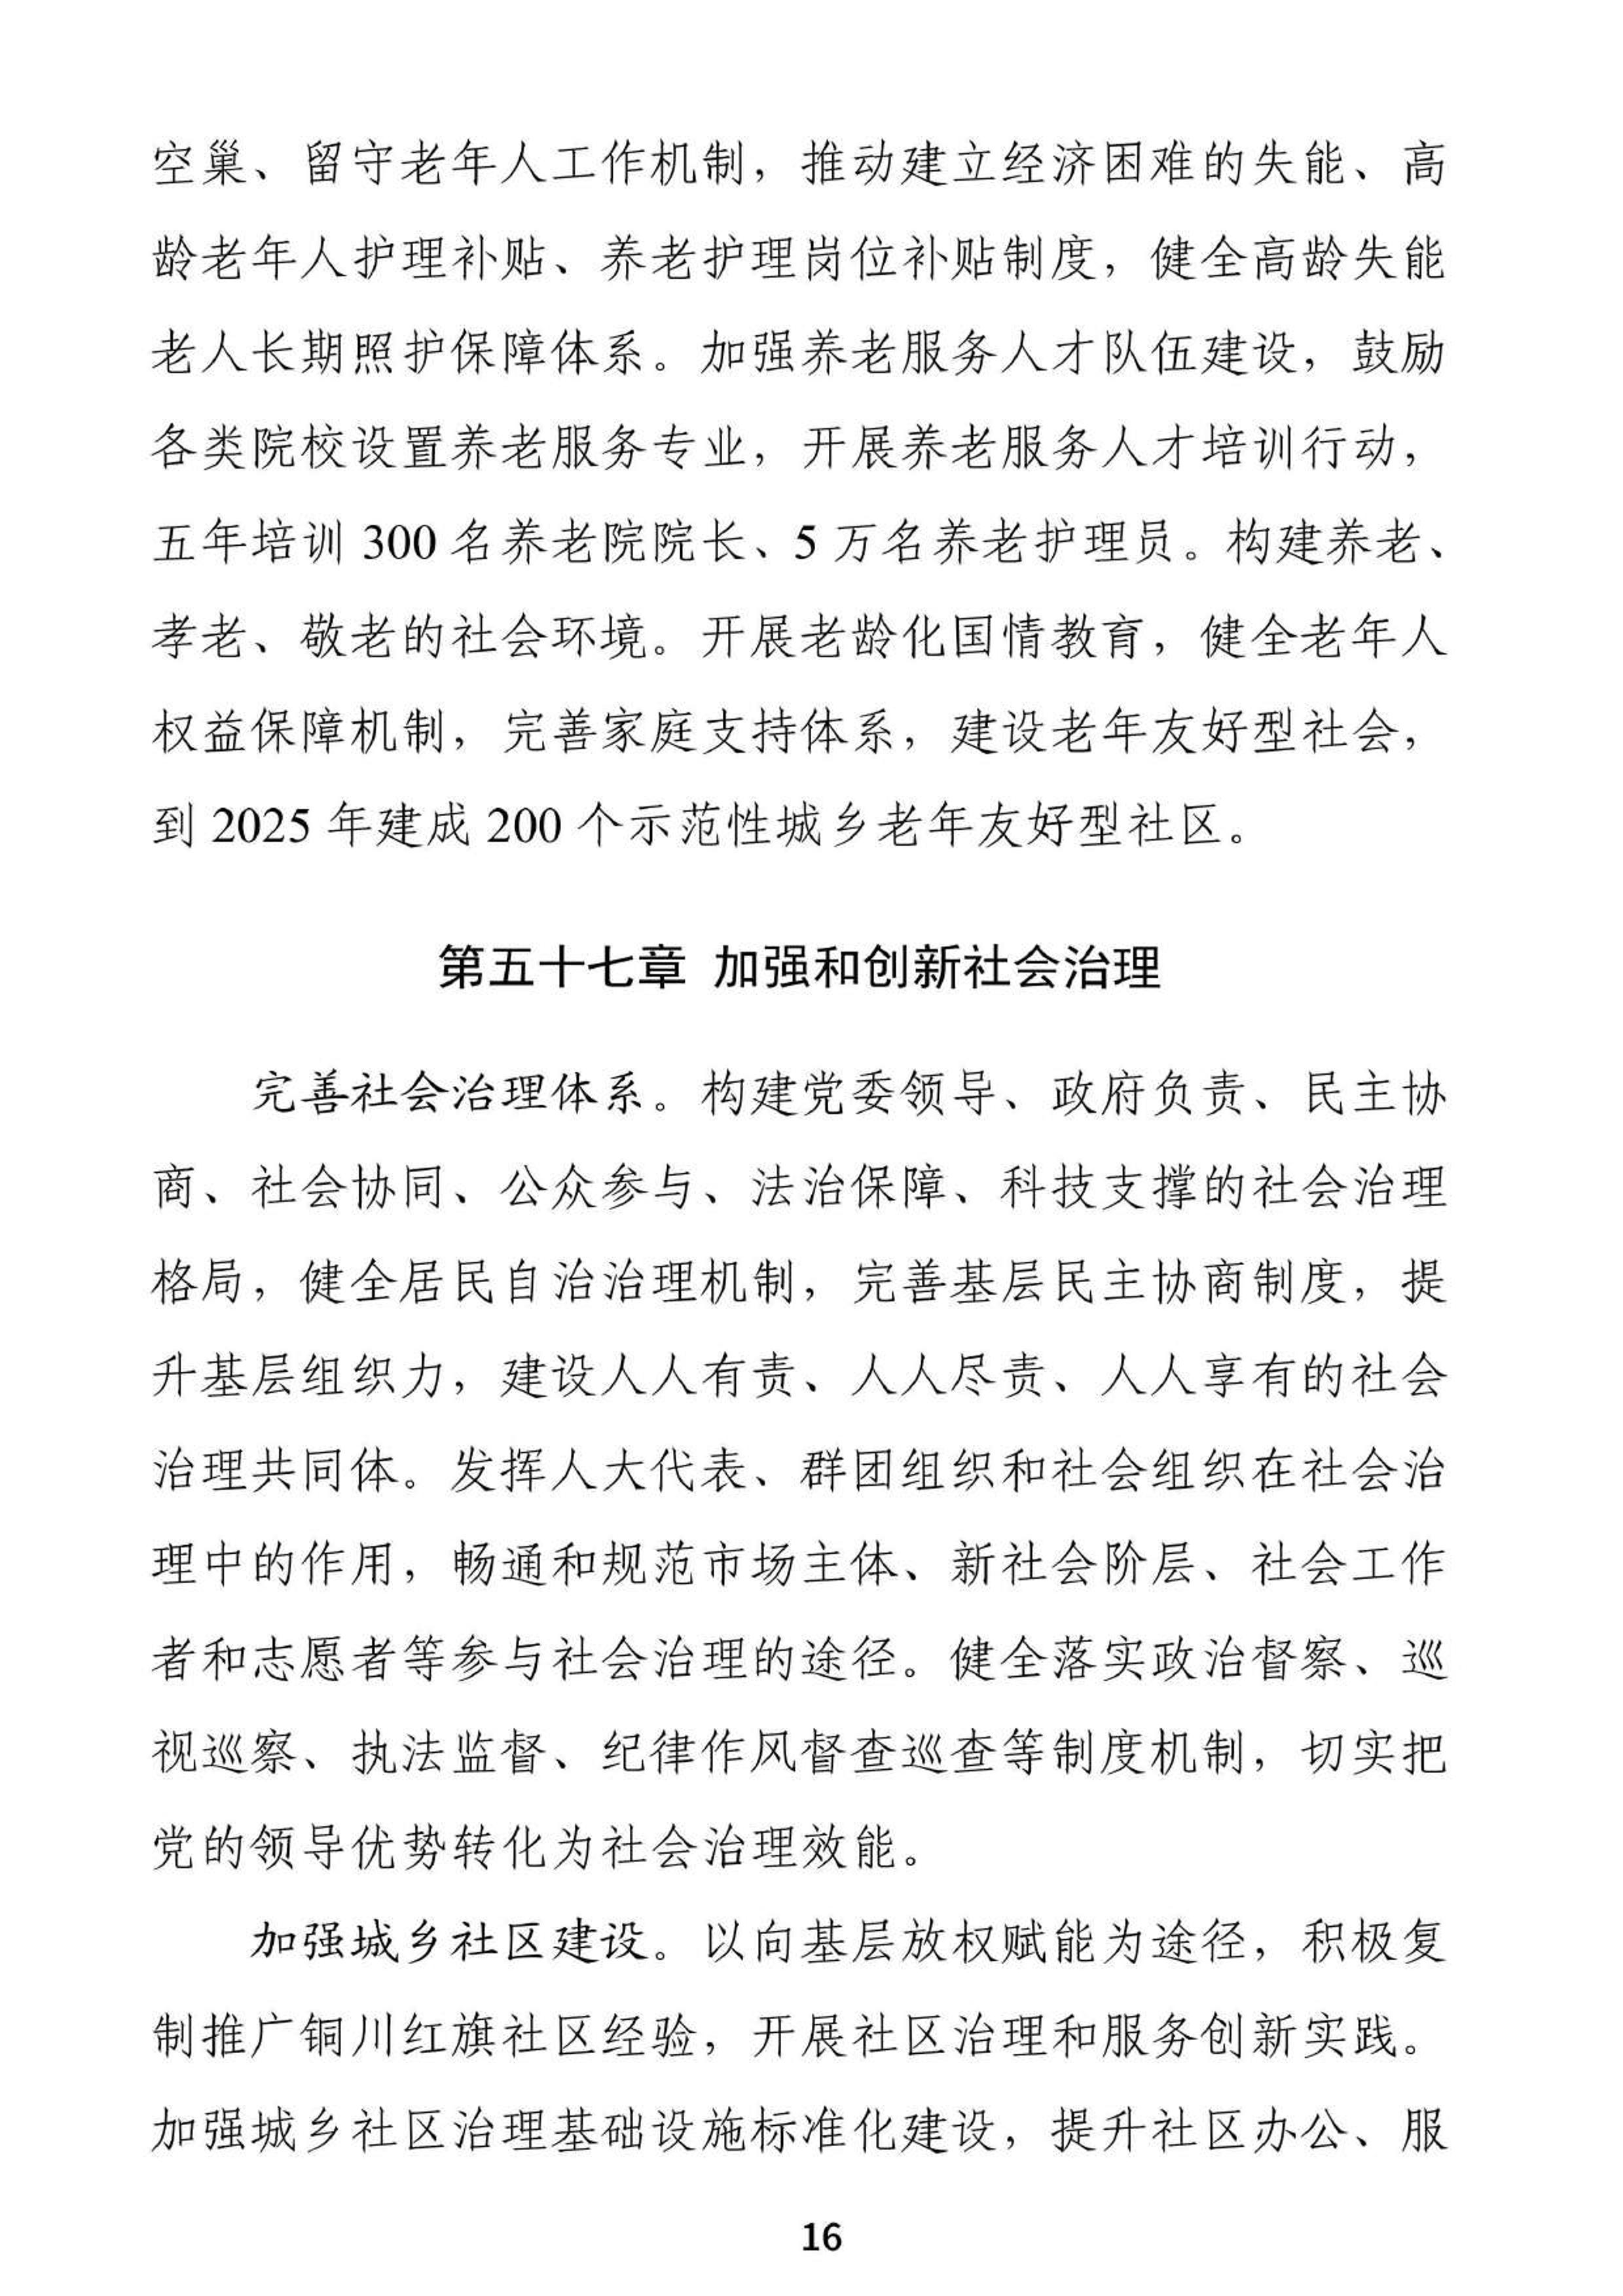 空巢、留守老年人工作机制，推动建立经济困难的失能、高
龄老年人护理补贴、养老护理岗位补贴制度，健全高龄失能
老人长期照护保障体系。加强养老服务人才队伍建设，鼓励
各类院校设置养老服务专业，开展养老服务人才培训行动，
五年培训 300 名养老院院长、5 万名养老护理员。构建养老、
孝老、敬老的社会环境。开展老龄化国情教育，健全老年人
权益保障机制，完善家庭支持体系，建设老年友好型社会，
到 2025 年建成 200 个示范性城乡老年友好型社区。
第五十七章 加强和创新社会治理
完善社会治理体系。构建党委领导、政府负责、民主协
商、社会协同、公众参与、法治保障、科技支撑的社会治理
格局，健全居民自治治理机制，完善基层民主协商制度，提
升基层组织力，建设人人有责、人人尽责、人人享有的社会
治理共同体。发挥人大代表、群团组织和社会组织在社会治
理中的作用，畅通和规范市场主体、新社会阶层、社会工作
者和志愿者等参与社会治理的途径。健全落实政治督察、巡
视巡察、执法监督、纪律作风督查巡查等制度机制，切实把
党的领导优势转化为社会治理效能。
加强城乡社区建设。以向基层放权赋能为途径，积极复
制推广铜川红旗社区经验，开展社区治理和服务创新实践。
加强城乡社区治理基础设施标准化建设，提升社区办公、服
16